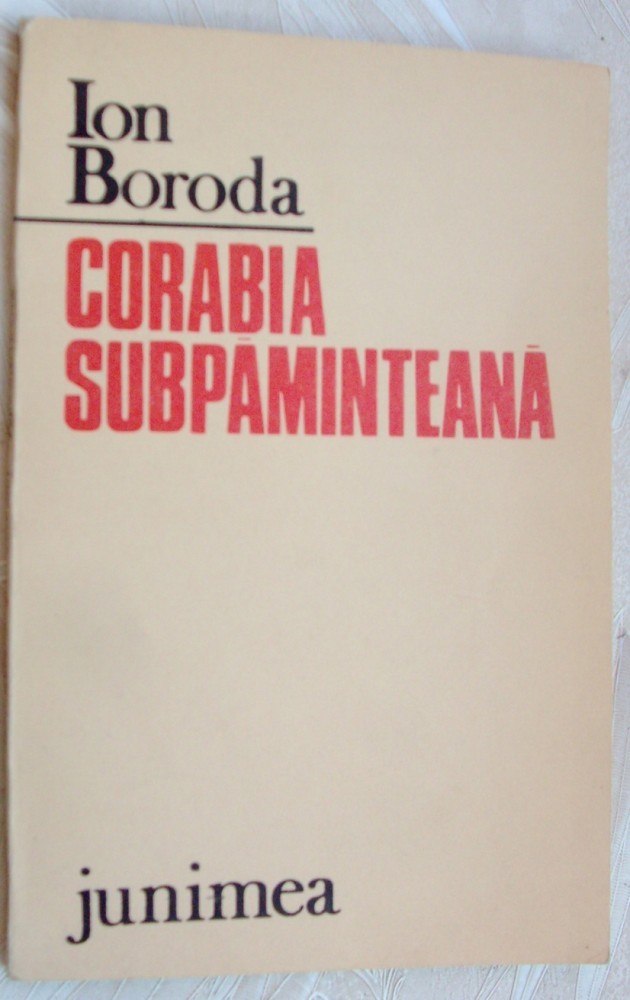 Ion
Boroda
CORABIA
SUBPĂMINTEANĂ
junimea